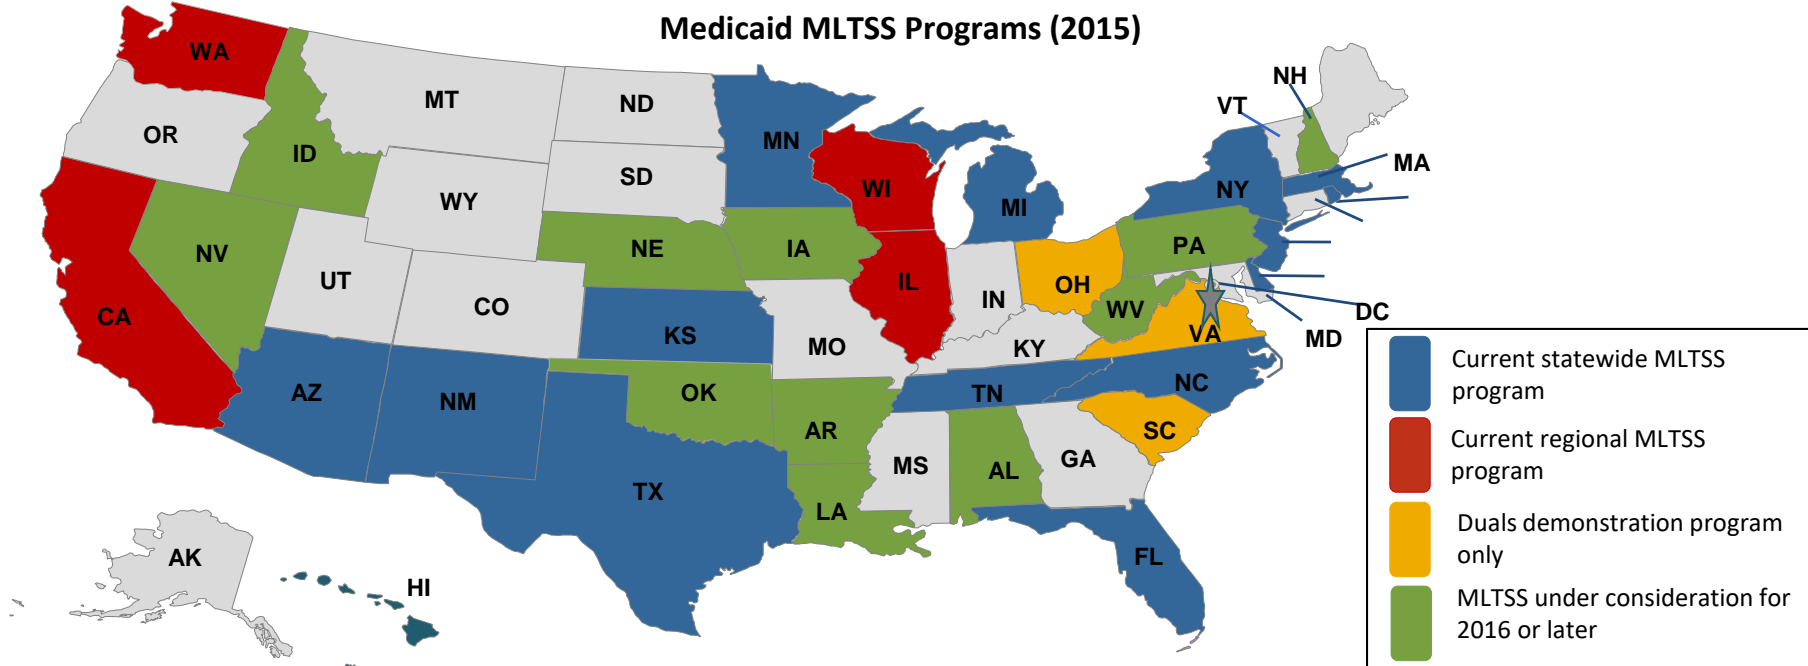 Medicaid MLTSS Programs (2015)
WA
MT
ND
MN
NH
VT
OR
ID
SD
WI
MI
NY
MA
WY
NV
NE
IA
PA
UT
CO
IL
IN
OH
WV
DC
CA
KS
MO
KY
VA
MD
AZ
NM
OK
TN
NC
AR
SC
MS
AL
GA
TX
LA
FL
AK
HI
Current statewide MLTSS
program
Current regional MLTSS
program
Duals demonstration program
only
MLTSS under consideration for
2016 or later